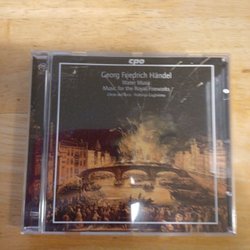 cpo
Georg Friedrich Händel
Water Music
Music for the Royal Fireworks